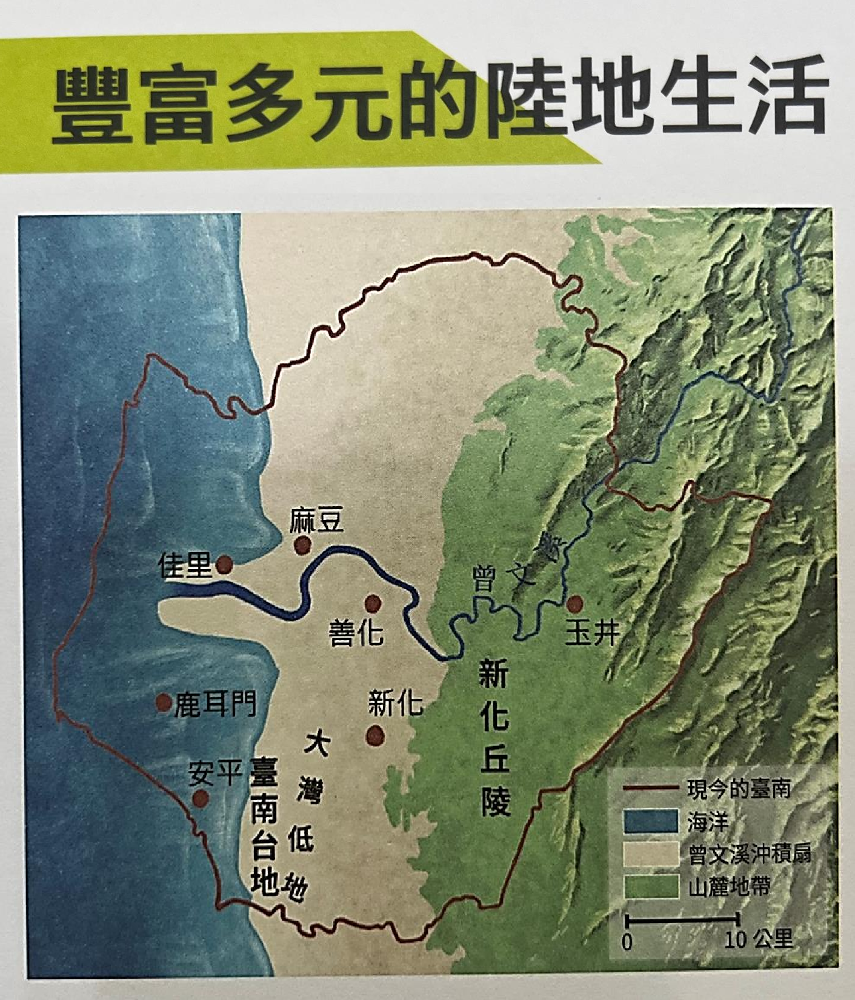 豐富多元的陸地生活
麻豆
佳里
曾文溪
善化
玉井
新化丘陵
鹿耳門
新化
大灣低地
安平
臺南台地
現今的臺南
海洋
曾文溪沖積扇
山麓地帶
0 10 公里